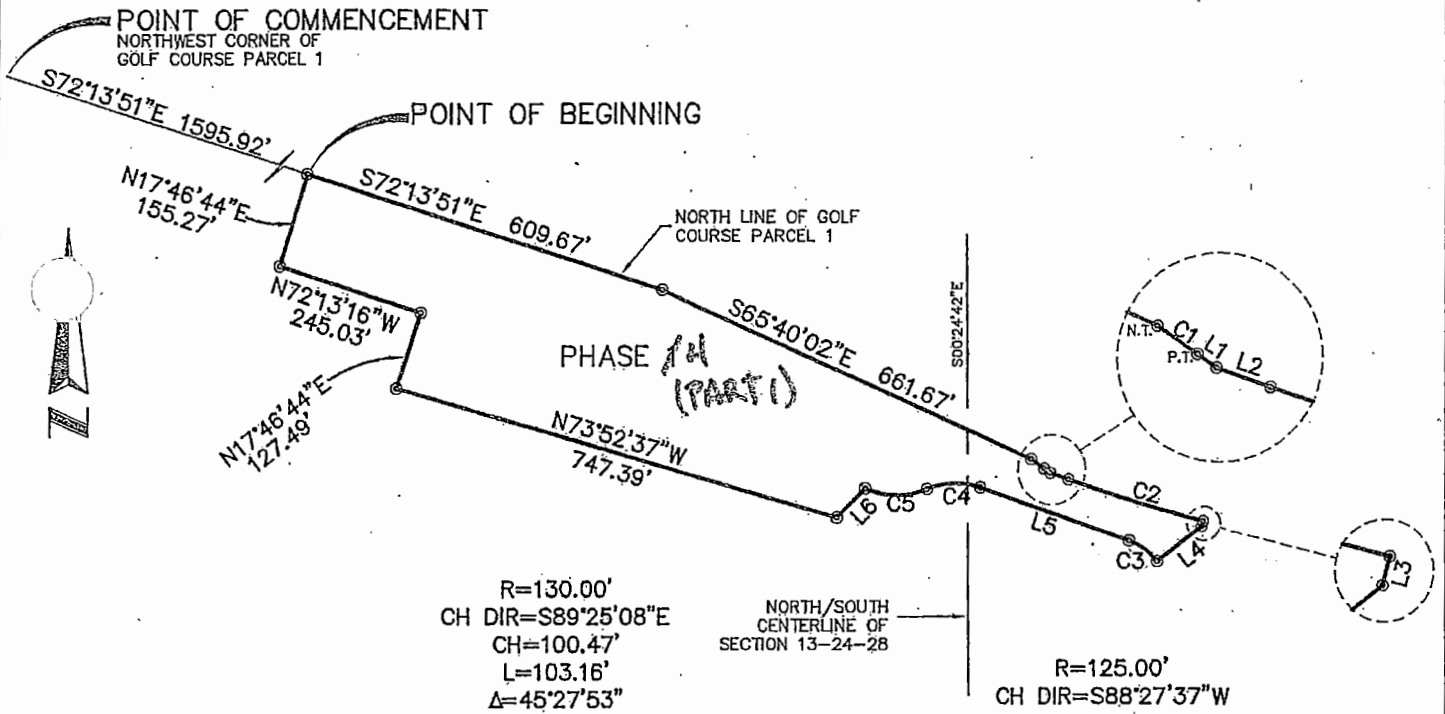 POINT OF COMMENCEMENT
NORTHWEST CORNER OF
GOLF COURSE PARCEL 1
S72°13'51"E 1595.92'
POINT OF BEGINNING
N17°46'44"E
155.27'
S72°13'51"E 609.67'
NORTH LINE OF GOLF
COURSE PARCEL 1
N72°13'16"W
245.03'
S65°40'02"E 661.67'
S00°24'42"E
N.T.
C1
P.T.
L1
L2
PHASE 1H
(PART 1)
N
N17°46'44"E
127.49'
N73°52'37"W
747.39'
L6
C5
C4
L5
C2
C3
L4
L3
R=130.00'
CH DIR=S89°25'08"E
CH=100.47'
L=103.16'
Δ=45°27'53"
NORTH/SOUTH
CENTERLINE OF
SECTION 13-24-28
R=125.00'
CH DIR=S88°27'37"W